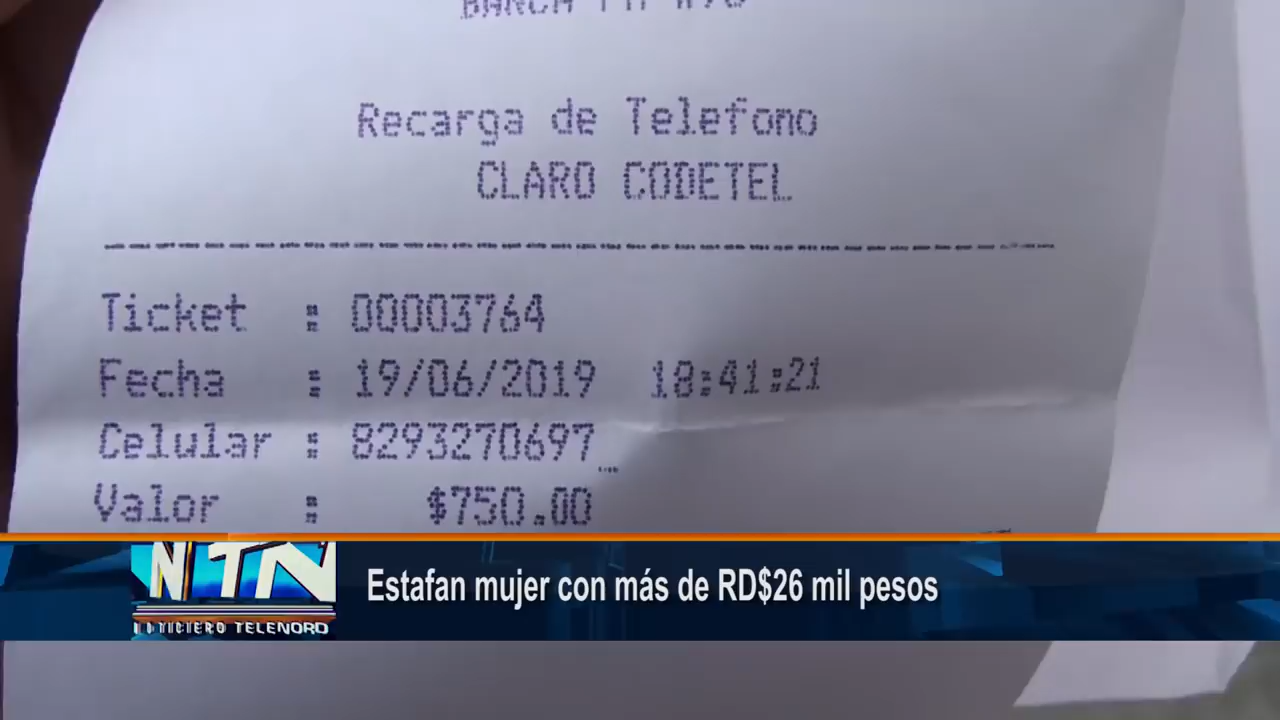 Recarga de Telefono
CLARO CODETEL
Ticket : 00003764
Fecha : 19/06/2019 18:41:21
Celular : 8293270697
Valor : $750.00
NTN
NOTICIERO TELENORD
Estafan mujer con más de RD$26 mil pesos